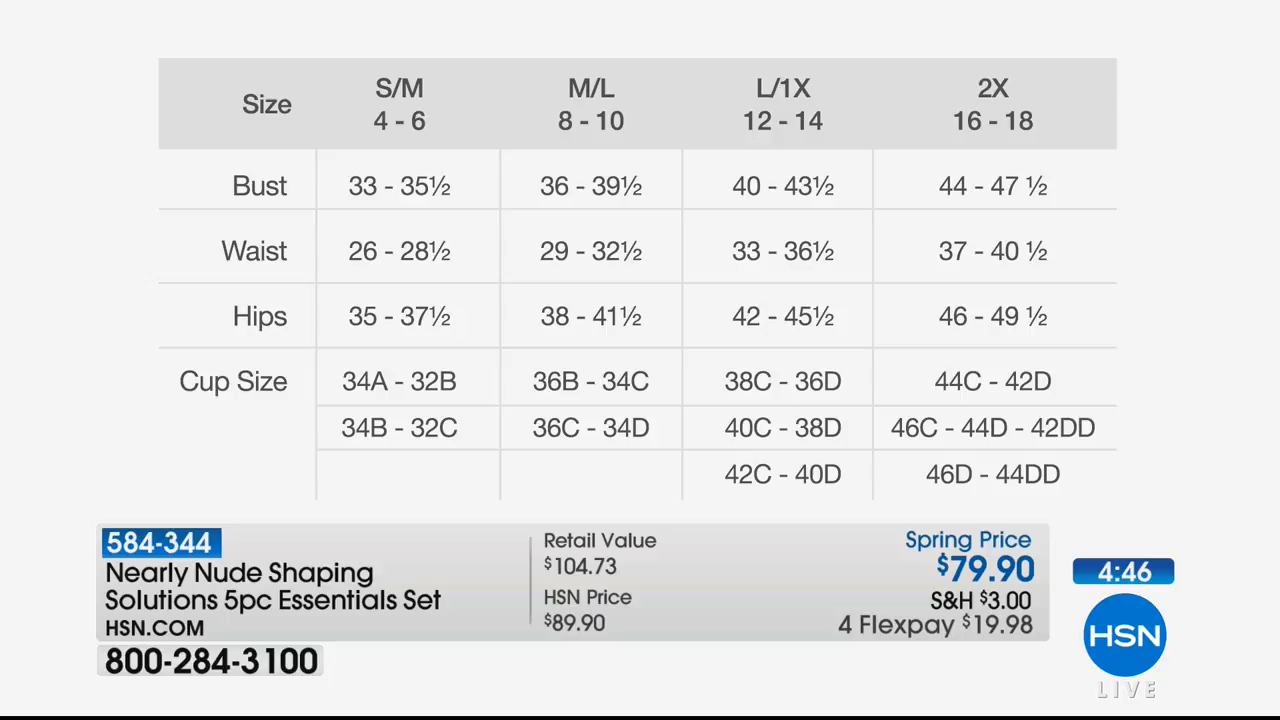 Size S/M M/L L/1X 2X
4 - 6 8 - 10 12 - 14 16 - 18
Bust 33 - 35½ 36 - 39½ 40 - 43½ 44 - 47 ½
Waist 26 - 28½ 29 - 32½ 33 - 36½ 37 - 40 ½
Hips 35 - 37½ 38 - 41½ 42 - 45½ 46 - 49 ½
Cup Size 34A - 32B 36B - 34C 38C - 36D 44C - 42D
34B - 32C 36C - 34D 40C - 38D 46C - 44D - 42DD
42C - 40D 46D - 44DD
584-344
Nearly Nude Shaping
Solutions 5pc Essentials Set
HSN.COM
800-284-3100
Retail Value
$104.73
HSN Price
$89.90
Spring Price
$79.90
S&H $3.00
4 Flexpay $19.98
4:46
HSN
LIVE